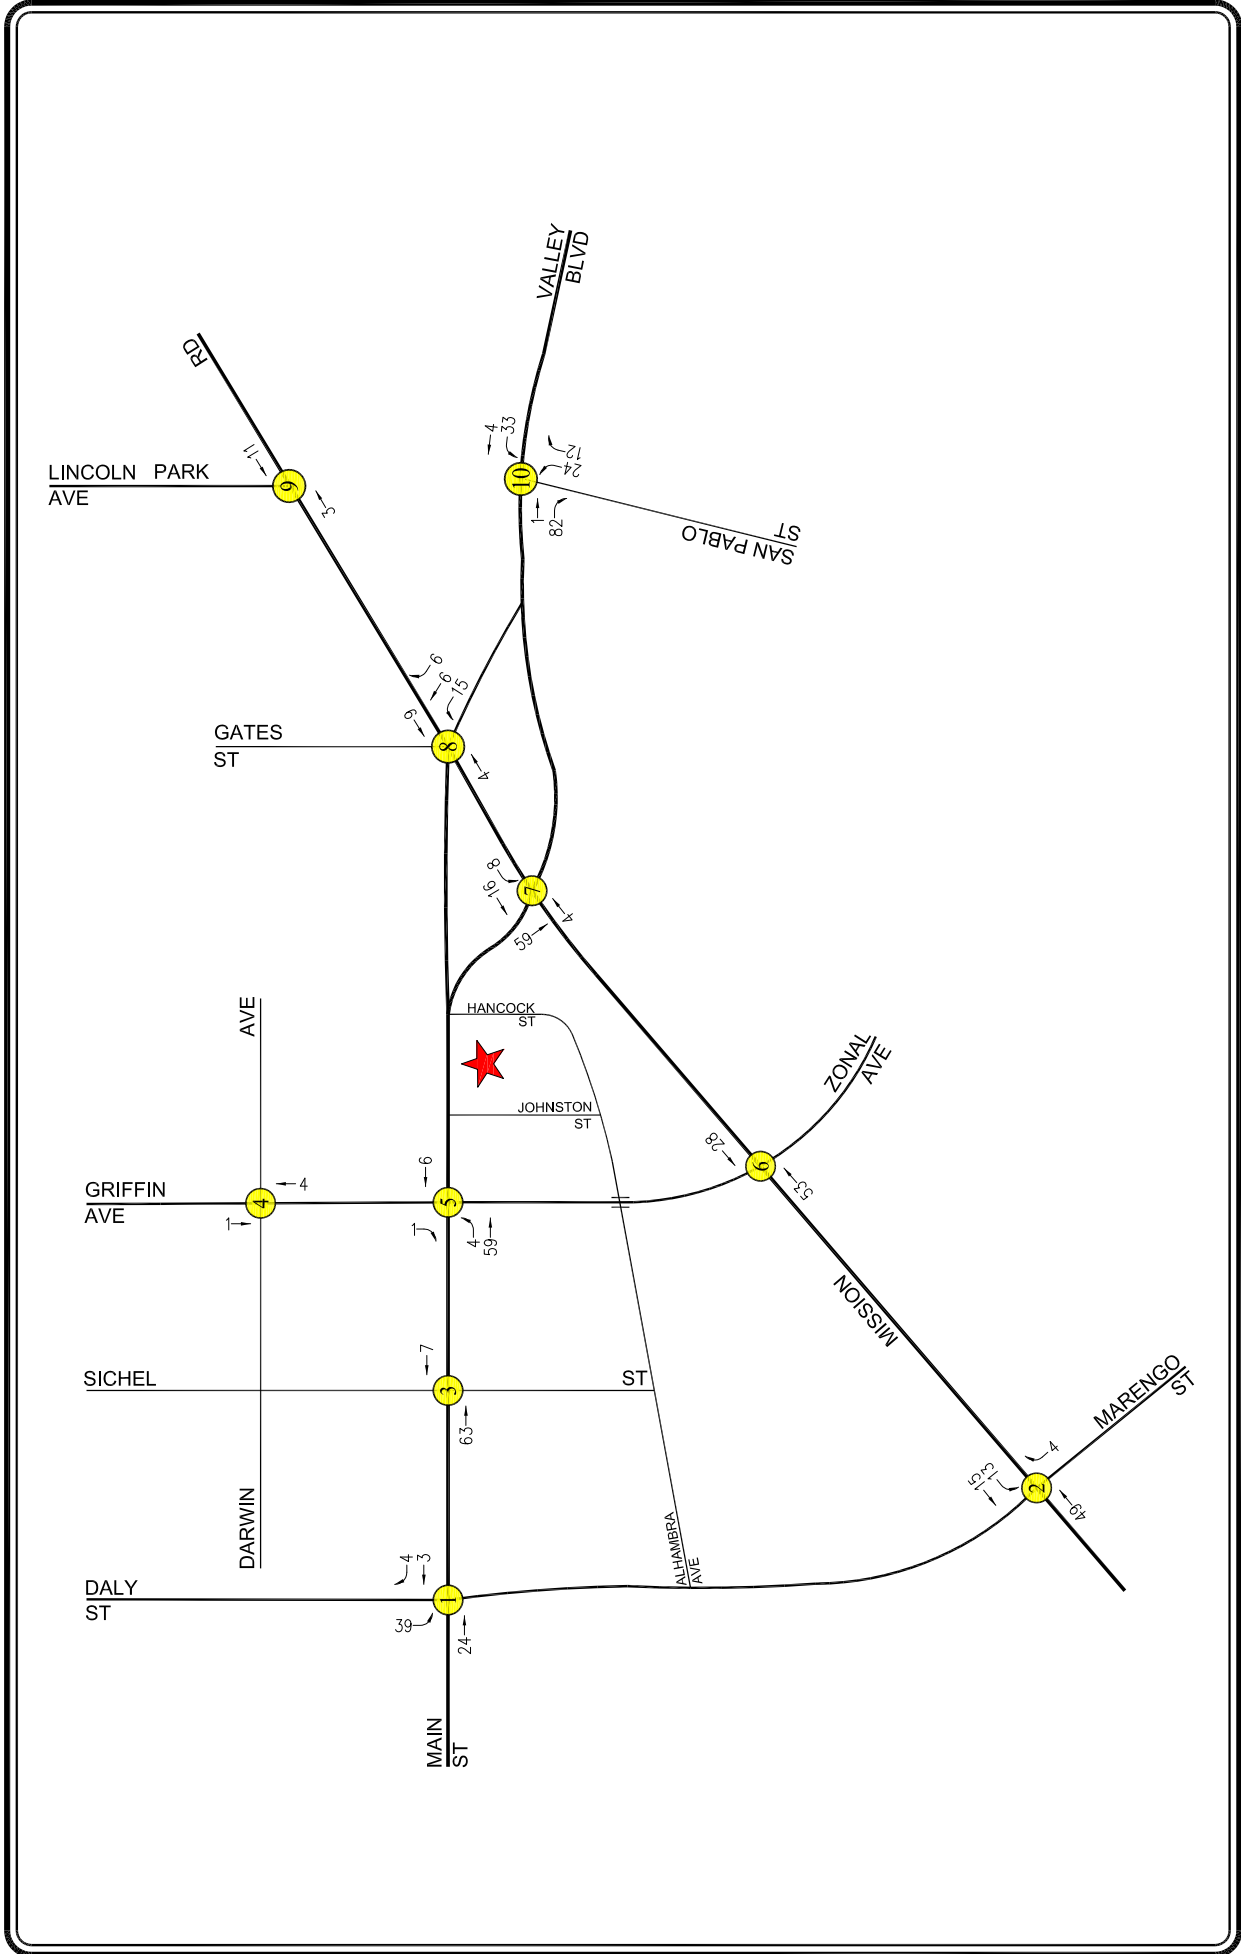 RD
VALLEY
BLVD
LINCOLN PARK
AVE
11
9
3
4
33
10
12
24
1
82
SAN PABLO
ST
GATES
ST
6
6
15
9
8
4
8
16
7
4
59
AVE
HANCOCK
ST
JOHNSTON
ST
ZONAL
AVE
28
6
53
GRIFFIN
AVE
4
4
1
6
5
1
4
59
MISSION
SICHEL
ST
7
3
63
MARENGO
ST
4
13
15
2
49
DARWIN
ALHAMBRA
AVE
DALY
ST
4
3
1
39
24
MAIN
ST